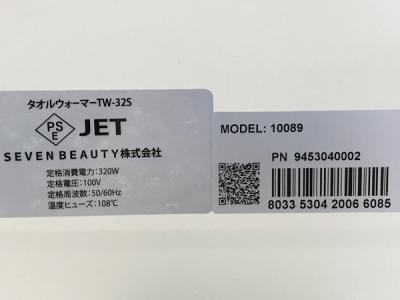 タオルウォーマーTW-32S
PS
E
JET
SEVEN BEAUTY株式会社
定格消費電力:320W
定格電圧:100V
定格周波数:50/60Hz
温度ヒューズ:108℃
MODEL: 10089
PN 9453040002
8033 5304 2006 6085